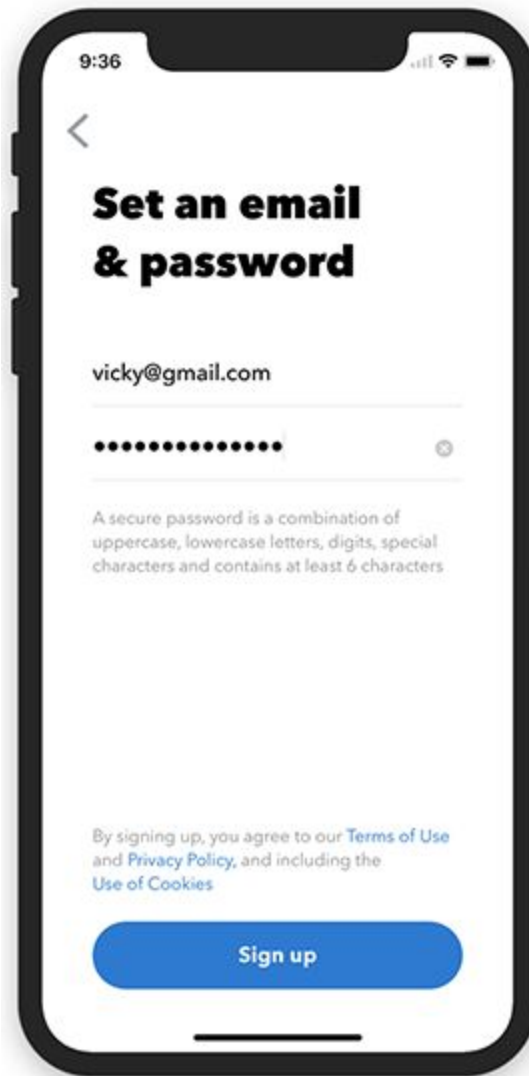 9:36
Set an email
& password
vicky@gmail.com
••••••••••••••
A secure password is a combination of
uppercase, lowercase letters, digits, special
characters and contains at least 6 characters
By signing up, you agree to our Terms of Use
and Privacy Policy, and including the
Use of Cookies
Sign up